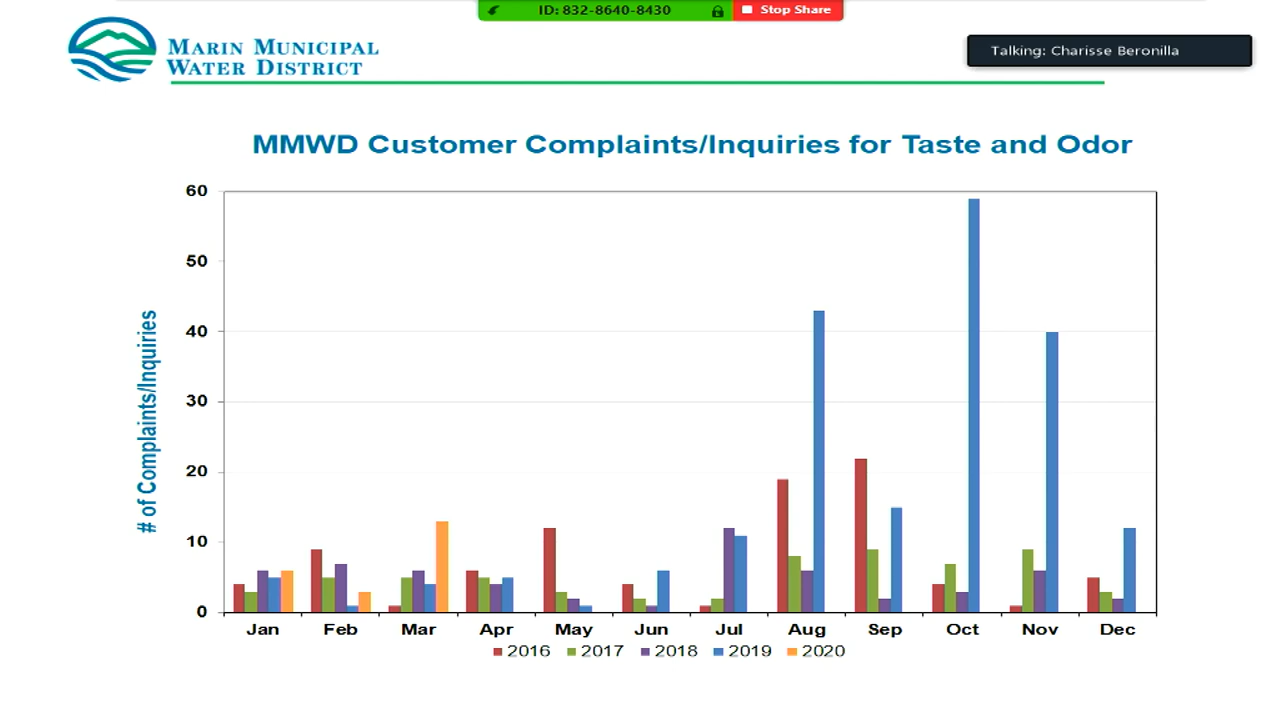 ID: 832-8640-8430
Stop Share
MARIN MUNICIPAL
WATER DISTRICT
Talking: Charisse Beronilla
MMWD Customer Complaints/Inquiries for Taste and Odor
# of Complaints/Inquiries
60
50
40
30
20
10
0
Jan Feb Mar Apr May Jun Jul Aug Sep Oct Nov Dec
2016 2017 2018 2019 2020